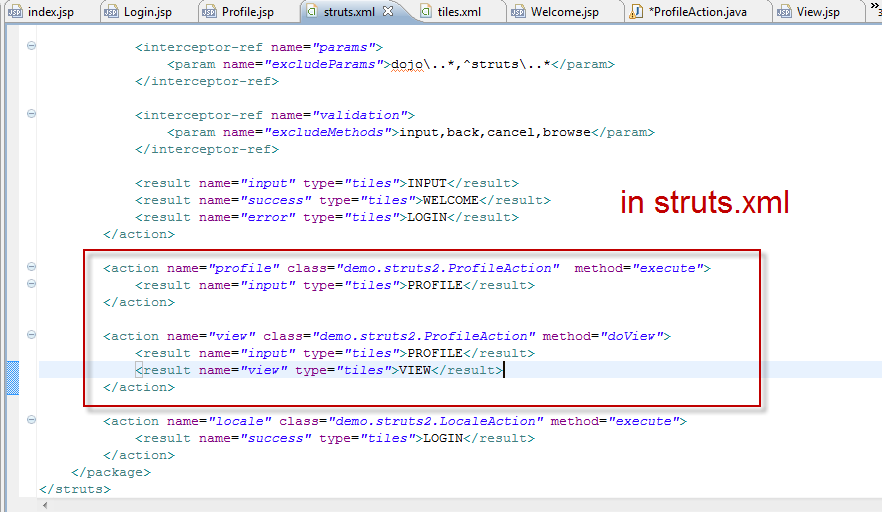 index.jsp Login.jsp Profile.jsp struts.xml tiles.xml Welcome.jsp *ProfileAction.java View.jsp
<interceptor-ref name="params">
<param name="excludeParams">dojo\..*,^struts\..*</param>
</interceptor-ref>
<interceptor-ref name="validation">
<param name="excludeMethods">input,back,cancel,browse</param>
</interceptor-ref>
<result name="input" type="tiles">INPUT</result>
<result name="success" type="tiles">WELCOME</result>
<result name="error" type="tiles">LOGIN</result>
in struts.xml
</action>
<action name="profile" class="demo.struts2.ProfileAction"  method="execute">
<result name="input" type="tiles">PROFILE</result>
</action>
<action name="view" class="demo.struts2.ProfileAction" method="doView">
<result name="input" type="tiles">PROFILE</result>
<result name="view" type="tiles">VIEW</result>
</action>
<action name="locale" class="demo.struts2.LocaleAction" method="execute">
<result name="success" type="tiles">LOGIN</result>
</action>
</package>
</struts>